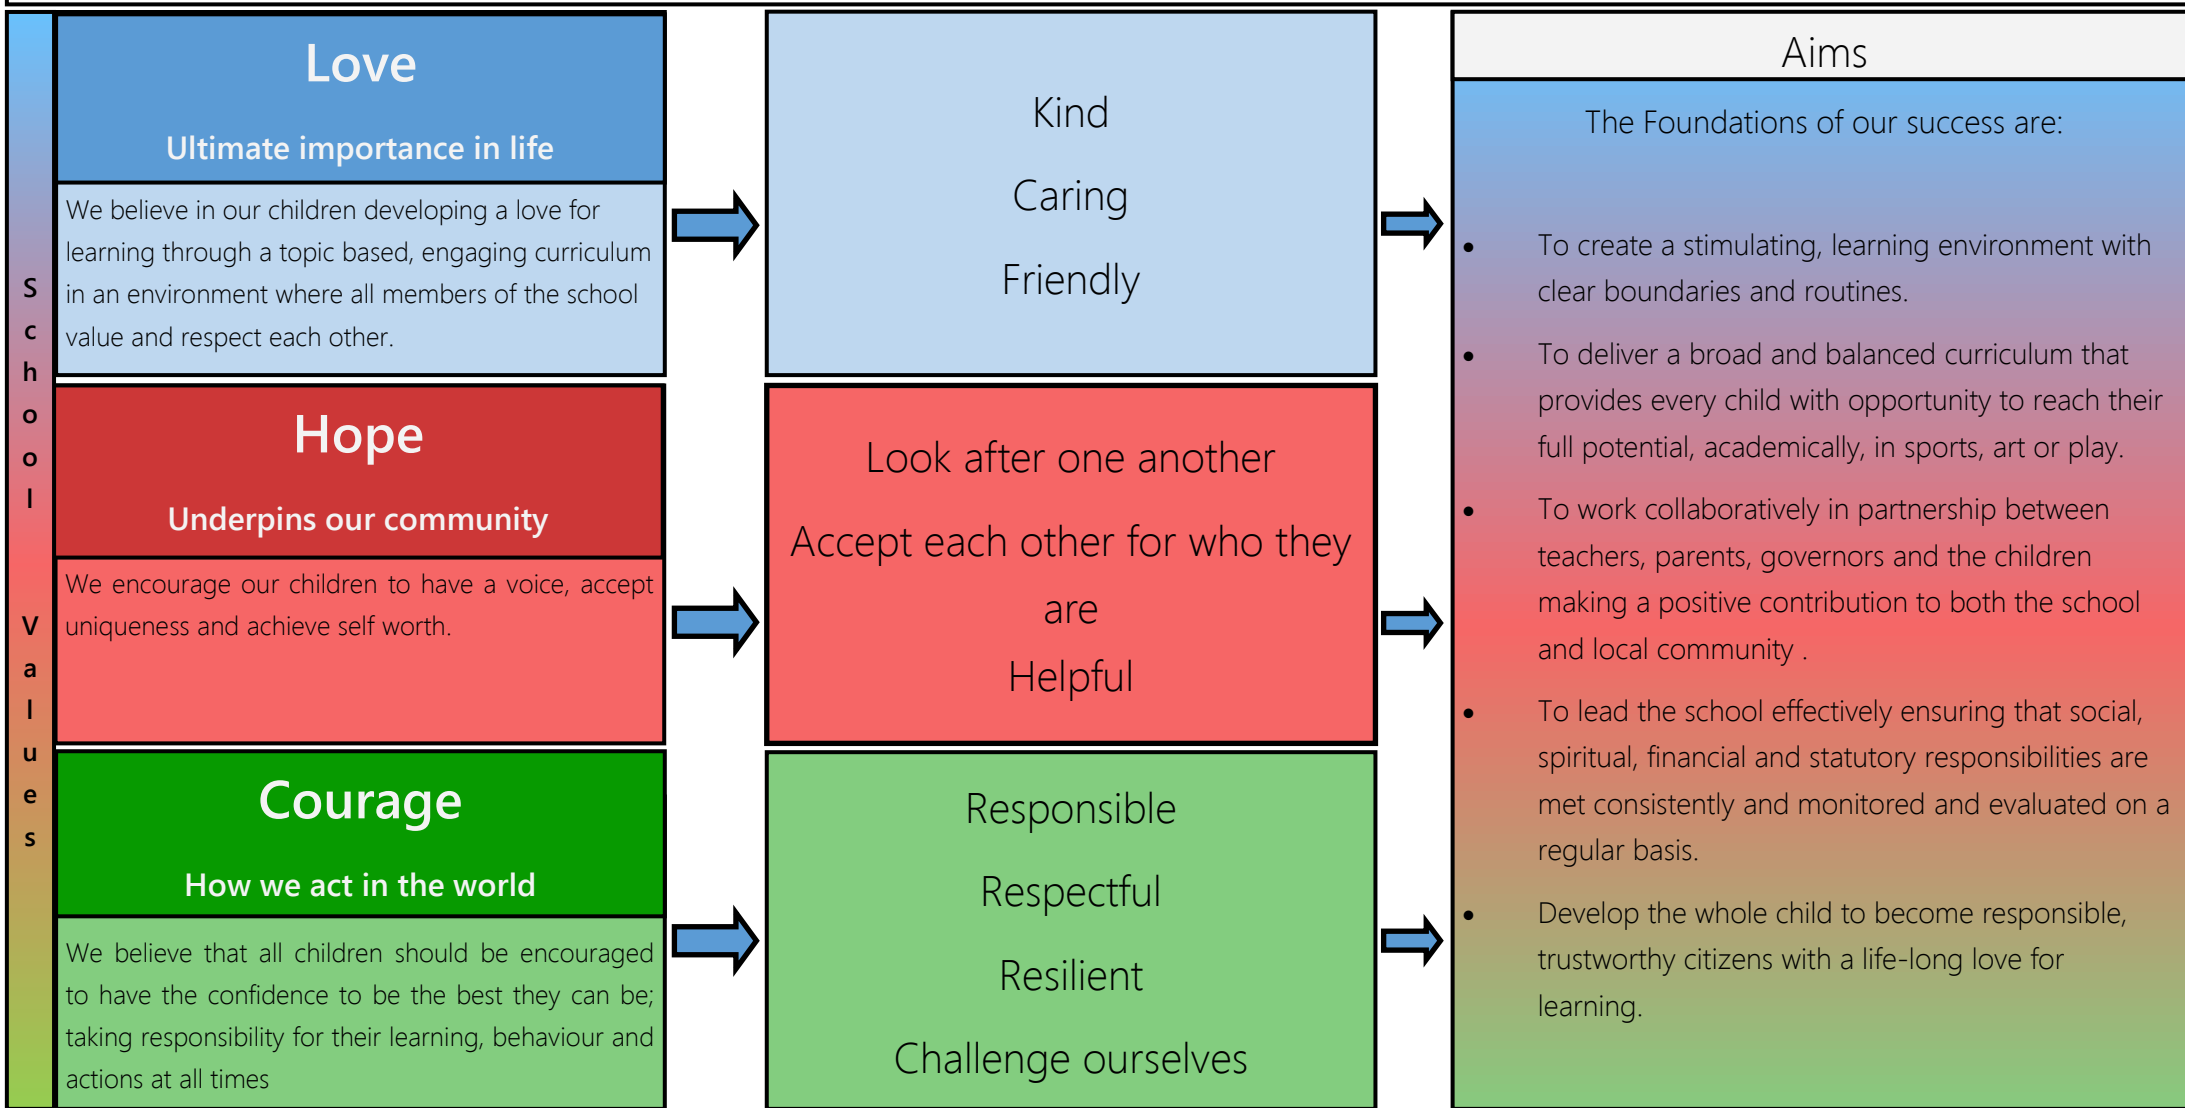 School Values
Love
Ultimate importance in life
We believe in our children developing a love for
learning through a topic based, engaging curriculum
in an environment where all members of the school
value and respect each other.
Kind
Caring
Friendly
Hope
Underpins our community
We encourage our children to have a voice, accept
uniqueness and achieve self worth.
Look after one another
Accept each other for who they
are
Helpful
Courage
How we act in the world
We believe that all children should be encouraged
to have the confidence to be the best they can be;
taking responsibility for their learning, behaviour and
actions at all times
Responsible
Respectful
Resilient
Challenge ourselves
Aims
The Foundations of our success are:
• To create a stimulating, learning environment with
clear boundaries and routines.
• To deliver a broad and balanced curriculum that
provides every child with opportunity to reach their
full potential, academically, in sports, art or play.
• To work collaboratively in partnership between
teachers, parents, governors and the children
making a positive contribution to both the school
and local community .
• To lead the school effectively ensuring that social,
spiritual, financial and statutory responsibilities are
met consistently and monitored and evaluated on a
regular basis.
• Develop the whole child to become responsible,
trustworthy citizens with a life-long love for
learning.